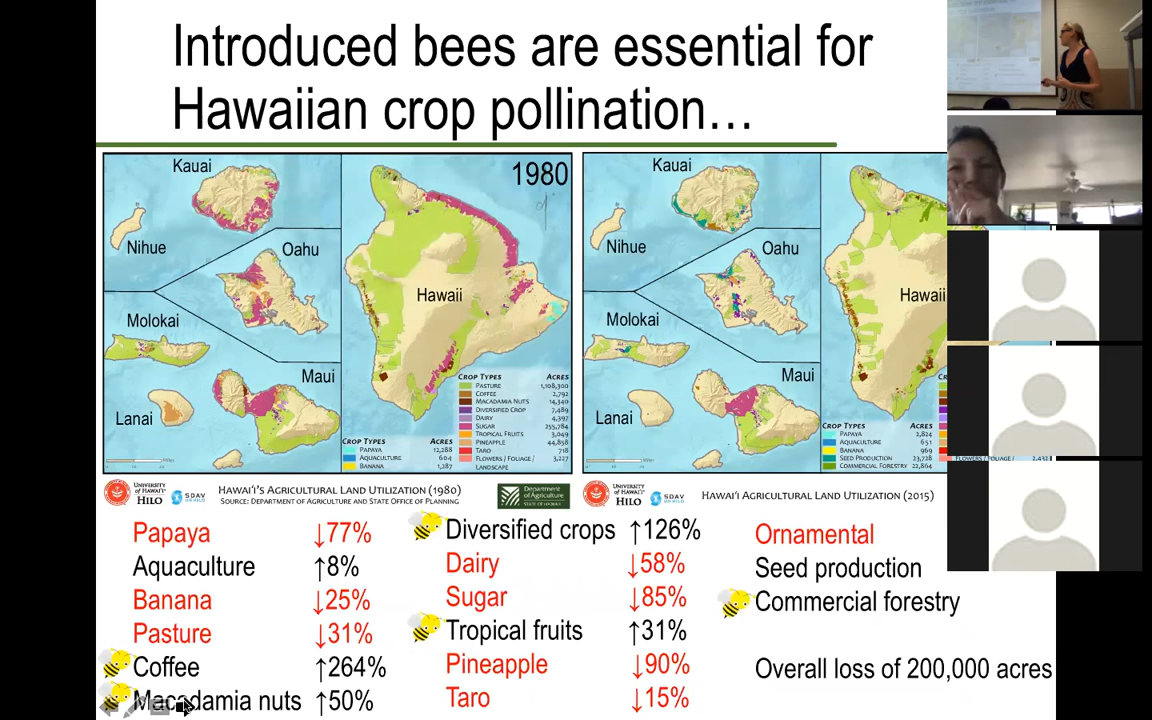 Introduced bees are essential for
Hawaiian crop pollination…
Kauai
1980
Nihue
Oahu
Hawaii
Molokai
Maui
Lanai
CROP TYPES ACRES
PASTURE 1,108,300
COFFEE 2,792
MACADAMIA NUTS 14,340
DIVERSIFIED CROP 7,489
DAIRY 4,397
SUGAR 255,784
TROPICAL FRUITS 3,049
PINEAPPLE 44,858
TARO 718
FLOWERS / FOLIAGE / LANDSCAPE 3,227
CROP TYPES ACRES
PAPAYA 12,288
AQUACULTURE 604
BANANA 1,287
Kauai
Nihue
Oahu
Hawaii
Molokai
Maui
Lanai
CROP TYPES ACRES
PAPAYA 2,824
AQUACULTURE 651
BANANA 969
SEED PRODUCTION 23,728
COMMERCIAL FORESTRY 22,864
FLOWERS / FOLIAGE / 2,432
UNIVERSITY OF HAWAI'I HILO
SDAV
HAWAI'I'S AGRICULTURAL LAND UTILIZATION (1980)
SOURCE: DEPARTMENT OF AGRICULTURE AND STATE OFFICE OF PLANNING
Department of Agriculture
STATE OF HAWAII
UNIVERSITY OF HAWAI'I HILO
SDAV
HAWAI'I AGRICULTURAL LAND UTILIZATION (2015)
Papaya ↓77%
Aquaculture ↑8%
Banana ↓25%
Pasture ↓31%
Coffee ↑264%
Macadamia nuts ↑50%
Diversified crops ↑126%
Dairy ↓58%
Sugar ↓85%
Tropical fruits ↑31%
Pineapple ↓90%
Taro ↓15%
Ornamental
Seed production
Commercial forestry
Overall loss of 200,000 acres